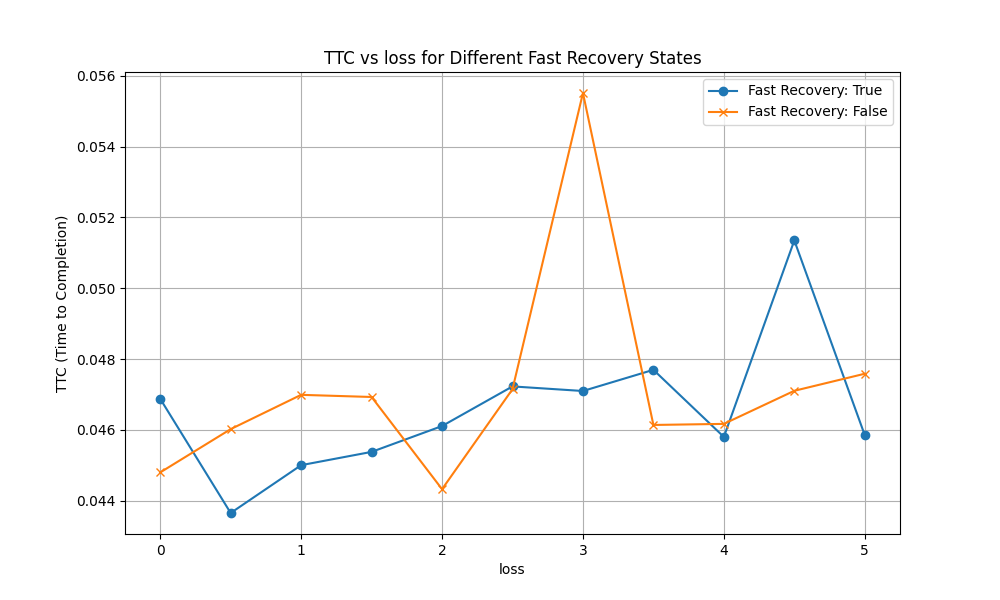 TTC vs loss for Different Fast Recovery States
Fast Recovery: True
Fast Recovery: False
TTC (Time to Completion)
0.056
0.054
0.052
0.050
0.048
0.046
0.044
0 1 2 3 4 5
loss